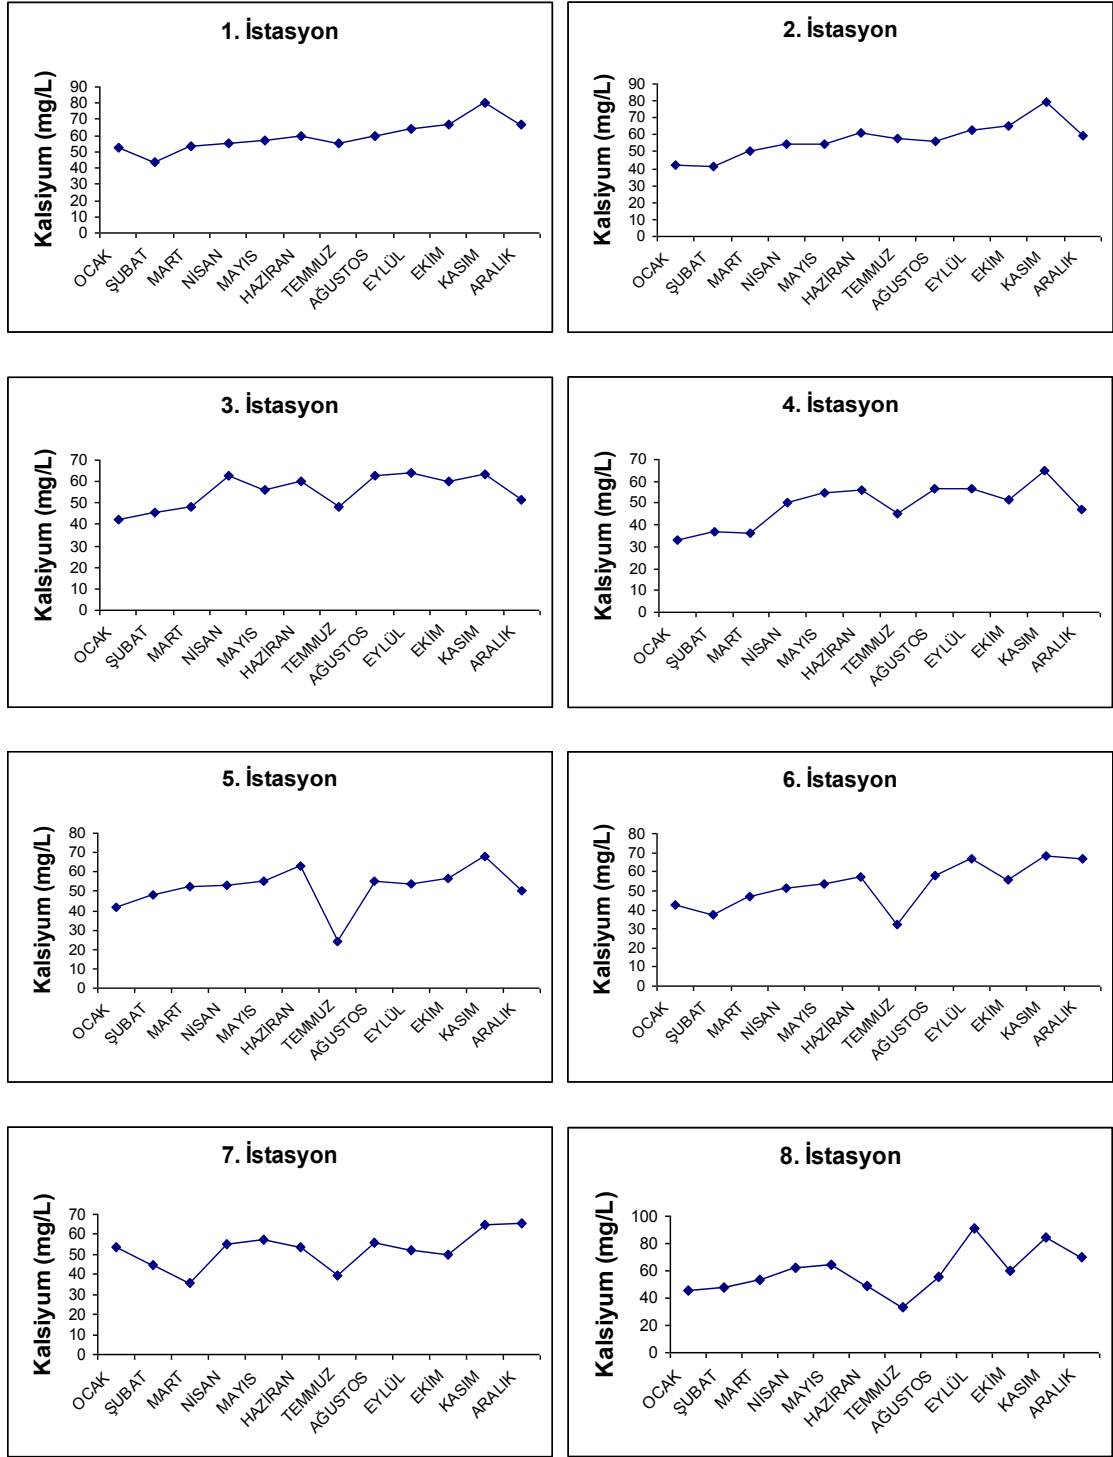 1. İstasyon
Kalsiyum (mg/L)
90
80
70
60
50
40
30
20
10
0
OCAK
ŞUBAT
MART
NİSAN
MAYIS
HAZİRAN
TEMMUZ
AĞUSTOS
EYLÜL
EKİM
KASIM
ARALIK
2. İstasyon
Kalsiyum (mg/L)
90
80
70
60
50
40
30
20
10
0
OCAK
ŞUBAT
MART
NİSAN
MAYIS
HAZİRAN
TEMMUZ
AĞUSTOS
EYLÜL
EKİM
KASIM
ARALIK
3. İstasyon
Kalsiyum (mg/L)
70
60
50
40
30
20
10
0
OCAK
ŞUBAT
MART
NİSAN
MAYIS
HAZİRAN
TEMMUZ
AĞUSTOS
EYLÜL
EKİM
KASIM
ARALIK
4. İstasyon
Kalsiyum (mg/L)
70
60
50
40
30
20
10
0
OCAK
ŞUBAT
MART
NİSAN
MAYIS
HAZİRAN
TEMMUZ
AĞUSTOS
EYLÜL
EKİM
KASIM
ARALIK
5. İstasyon
Kalsiyum (mg/L)
80
70
60
50
40
30
20
10
0
OCAK
ŞUBAT
MART
NİSAN
MAYIS
HAZİRAN
TEMMUZ
AĞUSTOS
EYLÜL
EKİM
KASIM
ARALIK
6. İstasyon
Kalsiyum (mg/L)
80
70
60
50
40
30
20
10
0
OCAK
ŞUBAT
MART
NİSAN
MAYIS
HAZİRAN
TEMMUZ
AĞUSTOS
EYLÜL
EKİM
KASIM
ARALIK
7. İstasyon
Kalsiyum (mg/L)
70
60
50
40
30
20
10
0
OCAK
ŞUBAT
MART
NİSAN
MAYIS
HAZİRAN
TEMMUZ
AĞUSTOS
EYLÜL
EKİM
KASIM
ARALIK
8. İstasyon
Kalsiyum (mg/L)
100
80
60
40
20
0
OCAK
ŞUBAT
MART
NİSAN
MAYIS
HAZİRAN
TEMMUZ
AĞUSTOS
EYLÜL
EKİM
KASIM
ARALIK